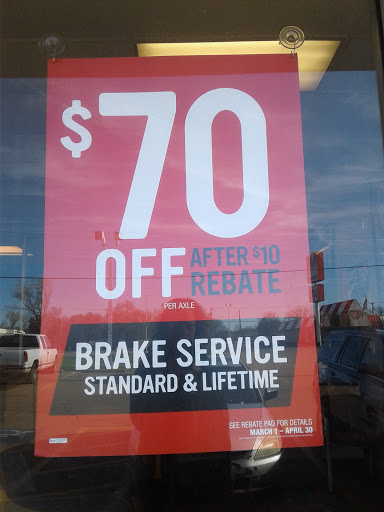 $70
OFF AFTER $10
REBATE
PER AXLE
BRAKE SERVICE
STANDARD & LIFETIME
SEE REBATE PAD FOR DETAILS
MARCH 1 – APRIL 30